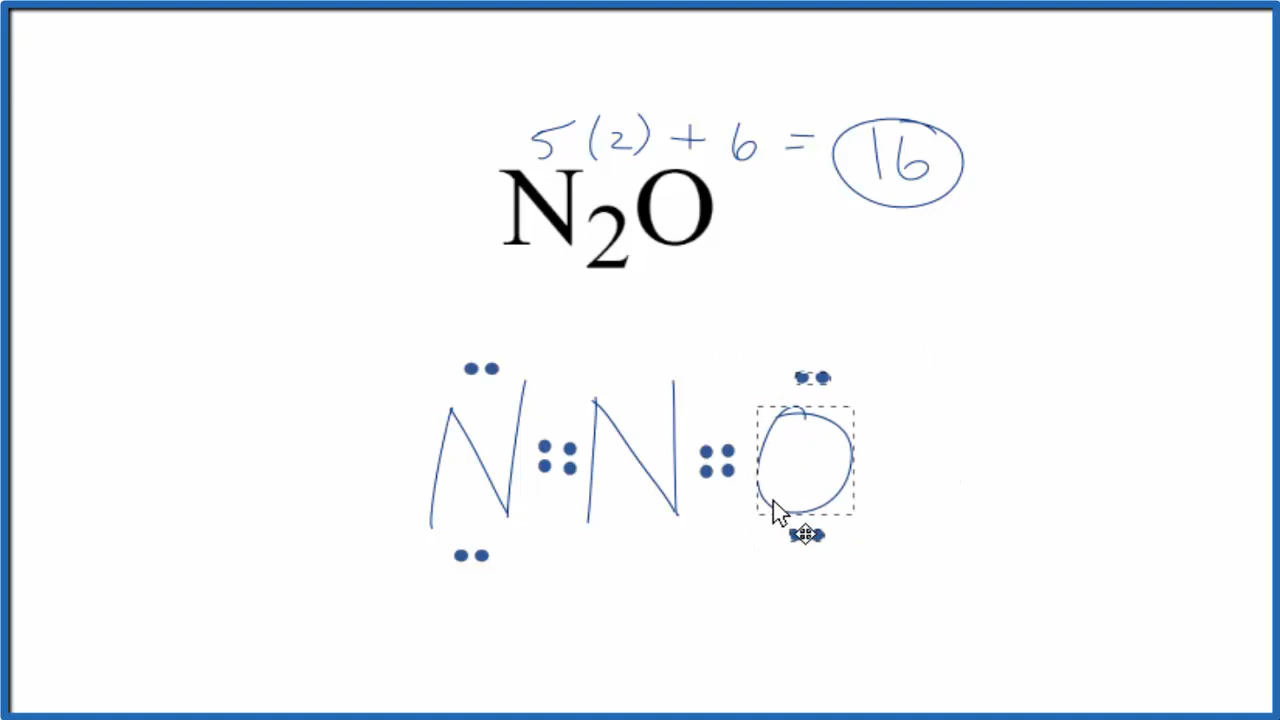 5(2) + 6 = 16
N₂O
N :: N :: O